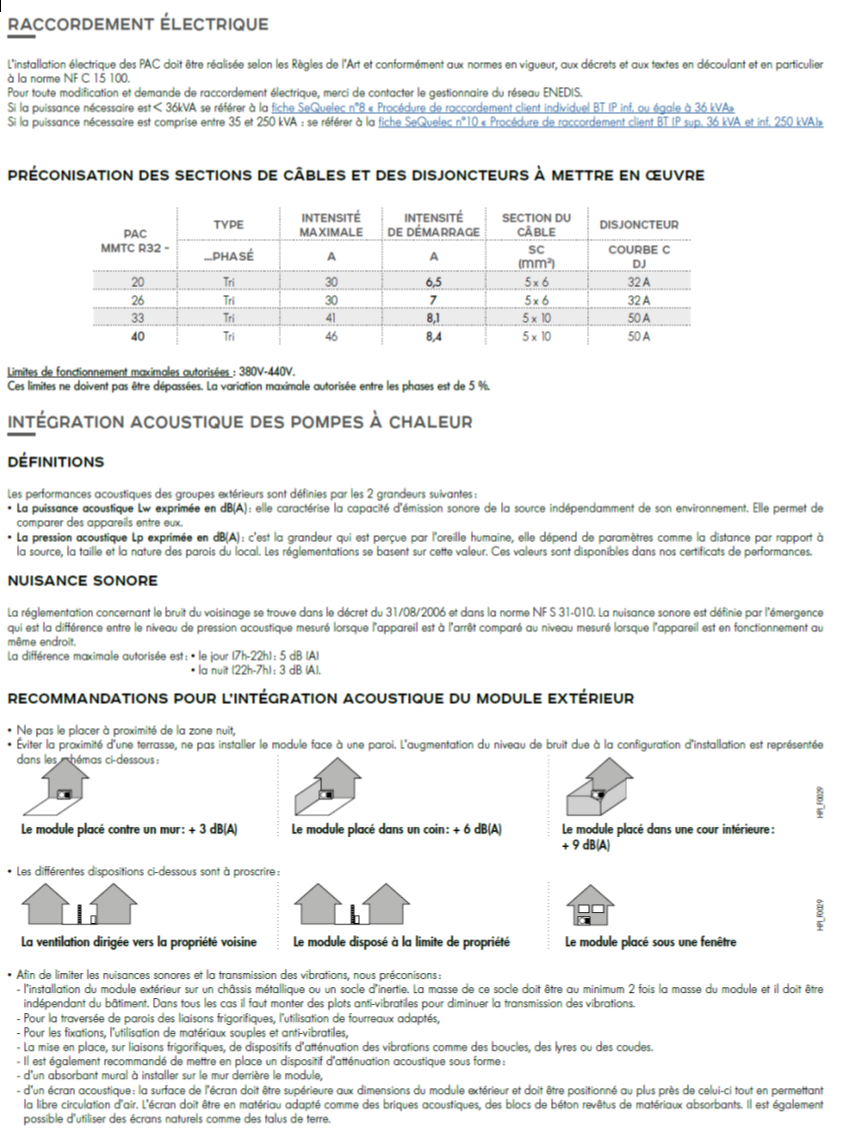 RACCORDEMENT ÉLECTRIQUE
L'installation électrique des PAC doit être réalisée selon les Règles de l'Art et conformément aux normes en vigueur, aux décrets et aux textes en découlant et en particulier
à la norme NF C 15 100.
Pour toute modification et demande de raccordement électrique, merci de contacter le gestionnaire du réseau ENEDIS.
Si la puissance nécessaire est < 36kVA se référer à la fiche SeQuelec n°8 « Procédure de raccordement client individuel BT IP inf. ou égale à 36 kVA»
Si la puissance nécessaire est comprise entre 35 et 250 kVA : se référer à la fiche SeQuelec n°10 « Procédure de raccordement client BT IP sup. 36 kVA et inf. 250 kVA)»
PRÉCONISATION DES SECTIONS DE CÂBLES ET DES DISJONCTEURS À METTRE EN ŒUVRE
PAC MMTC R32 - TYPE INTENSITÉ MAXIMALE INTENSITÉ DE DÉMARRAGE SECTION DU CÂBLE DISJONCTEUR
...PHASÉ A A SC (mm²) COURBE C DJ
20 Tri 30 6,5 5 x 6 32 A
26 Tri 30 7 5 x 6 32 A
33 Tri 41 8,1 5 x 10 50 A
40 Tri 46 8,4 5 x 10 50 A
Limites de fonctionnement maximales autorisées : 380V-440V.
Ces limites ne doivent pas être dépassées. La variation maximale autorisée entre les phases est de 5 %.
INTÉGRATION ACOUSTIQUE DES POMPES À CHALEUR
DÉFINITIONS
Les performances acoustiques des groupes extérieurs sont définies par les 2 grandeurs suivantes :
• La puissance acoustique Lw exprimée en dB(A) : elle caractérise la capacité d'émission sonore de la source indépendamment de son environnement. Elle permet de
comparer des appareils entre eux.
• La pression acoustique Lp exprimée en dB(A) : c'est la grandeur qui est perçue par l'oreille humaine, elle dépend de paramètres comme la distance par rapport à
la source, la taille et la nature des parois du local. Les réglementations se basent sur cette valeur. Ces valeurs sont disponibles dans nos certificats de performances.
NUISANCE SONORE
La réglementation concernant le bruit du voisinage se trouve dans le décret du 31/08/2006 et dans la norme NF S 31-010. La nuisance sonore est définie par l'émergence
qui est la différence entre le niveau de pression acoustique mesuré lorsque l'appareil est à l'arrêt comparé au niveau mesuré lorsque l'appareil est en fonctionnement au
même endroit.
La différence maximale autorisée est : • le jour (7h-22h) : 5 dB (A)
• la nuit (22h-7h) : 3 dB (A).
RECOMMANDATIONS POUR L'INTÉGRATION ACOUSTIQUE DU MODULE EXTÉRIEUR
• Ne pas le placer à proximité de la zone nuit,
• Éviter la proximité d'une terrasse, ne pas installer le module face à une paroi. L'augmentation du niveau de bruit due à la configuration d'installation est représentée
dans les schémas ci-dessous :
HPI_F0029
Le module placé contre un mur : + 3 dB(A)
Le module placé dans un coin : + 6 dB(A)
Le module placé dans une cour intérieure :
+ 9 dB(A)
• Les différentes dispositions ci-dessous sont à proscrire :
HPI_F0029
La ventilation dirigée vers la propriété voisine
Le module disposé à la limite de propriété
Le module placé sous une fenêtre
• Afin de limiter les nuisances sonores et la transmission des vibrations, nous préconisons :
- l'installation du module extérieur sur un châssis métallique ou un socle d'inertie. La masse de ce socle doit être au minimum 2 fois la masse du module et il doit être
indépendant du bâtiment. Dans tous les cas il faut monter des plots anti-vibratiles pour diminuer la transmission des vibrations.
- Pour la traversée de parois des liaisons frigorifiques, l'utilisation de fourreaux adaptés,
- Pour les fixations, l'utilisation de matériaux souples et anti-vibratiles,
- La mise en place, sur liaisons frigorifiques, de dispositifs d'atténuation des vibrations comme des boucles, des lyres ou des coudes.
- Il est également recommandé de mettre en place un dispositif d'atténuation acoustique sous forme :
- d'un absorbant mural à installer sur le mur derrière le module,
- d'un écran acoustique : la surface de l'écran doit être supérieure aux dimensions du module extérieur et doit être positionné au plus près de celui-ci tout en permettant
la libre circulation d'air. L'écran doit être en matériau adapté comme des briques acoustiques, des blocs de béton revêtus de matériaux absorbants. Il est également
possible d'utiliser des écrans naturels comme des talus de terre.